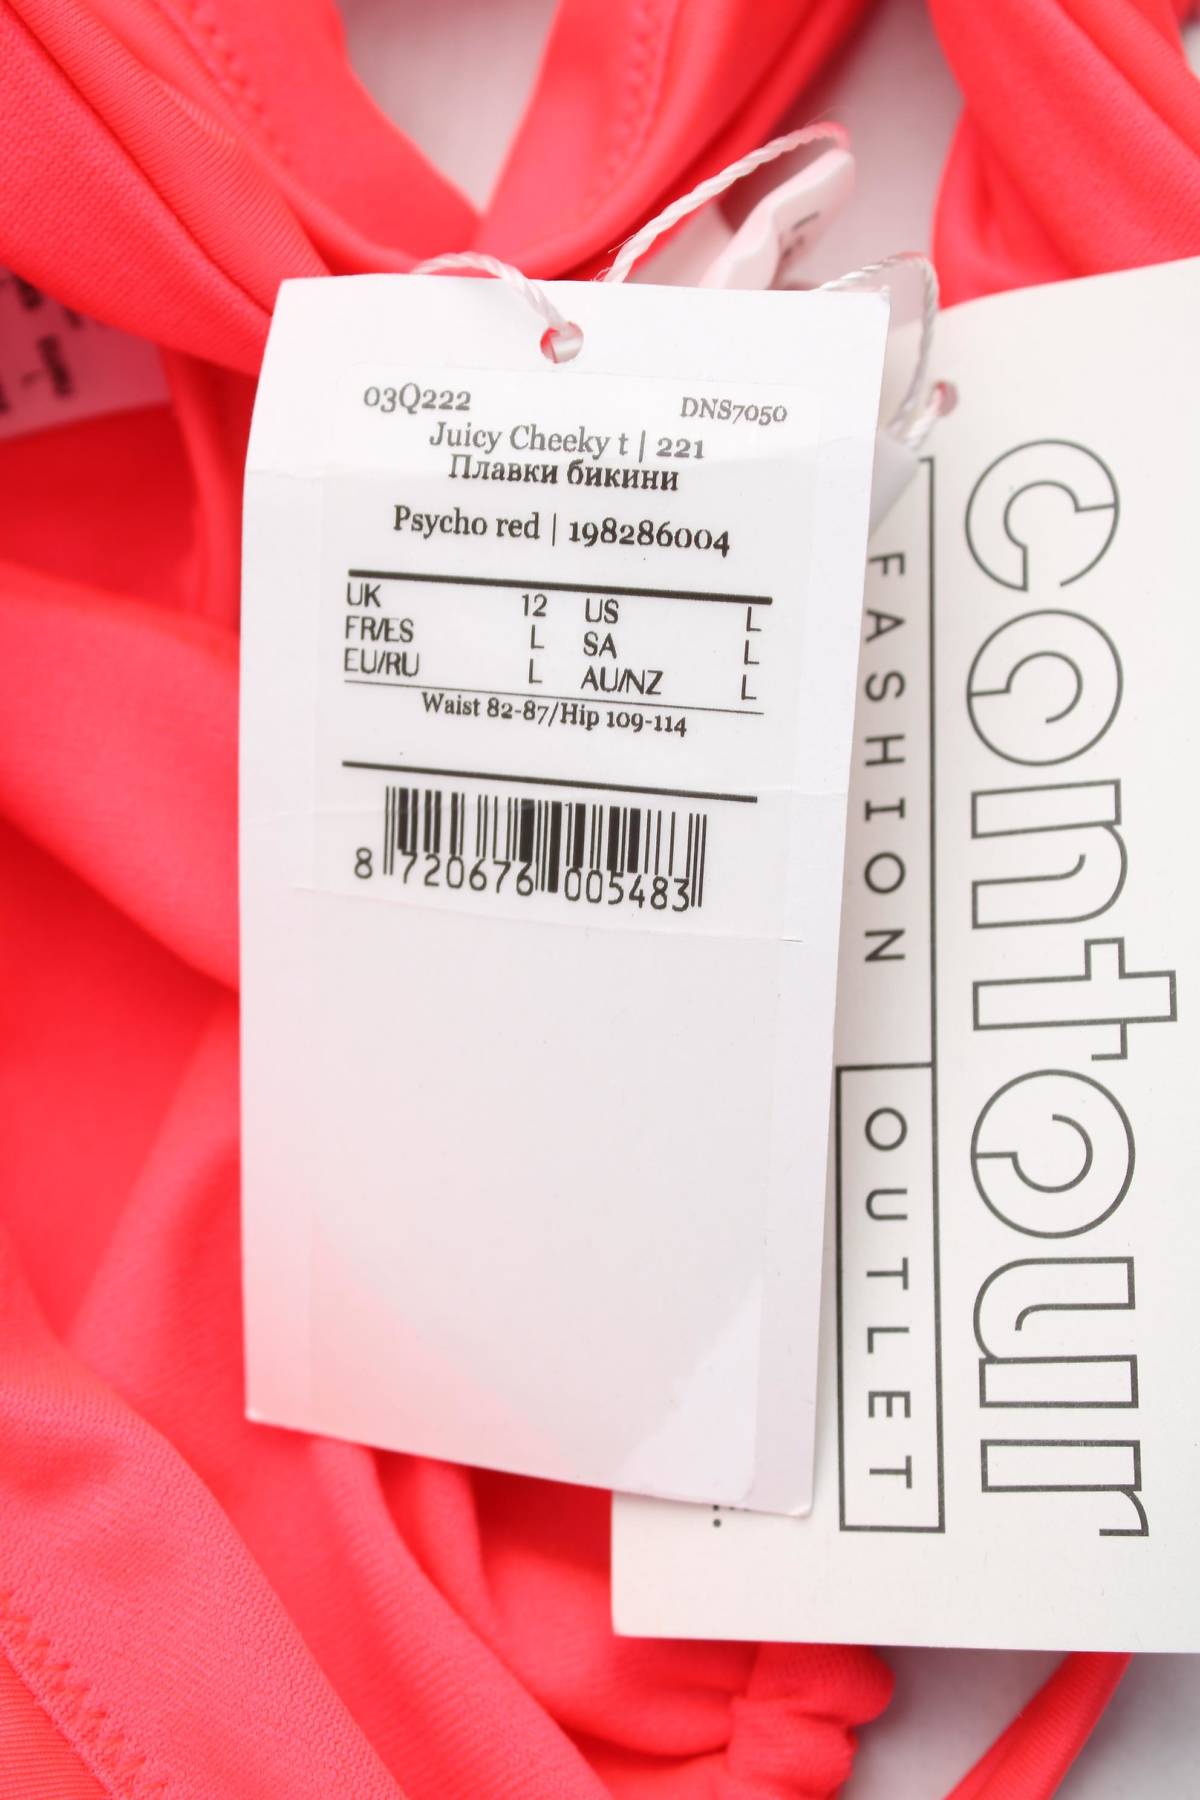 03Q222 DNS7050
Juicy Cheeky t | 221
Плавки бикини
Psycho red | 198286004
UK 12 US L
FR/ES L SA L
EU/RU L AU/NZ L
Waist 82-87/Hip 109-114
8 720676 005483
contour
FASHION OUTLET